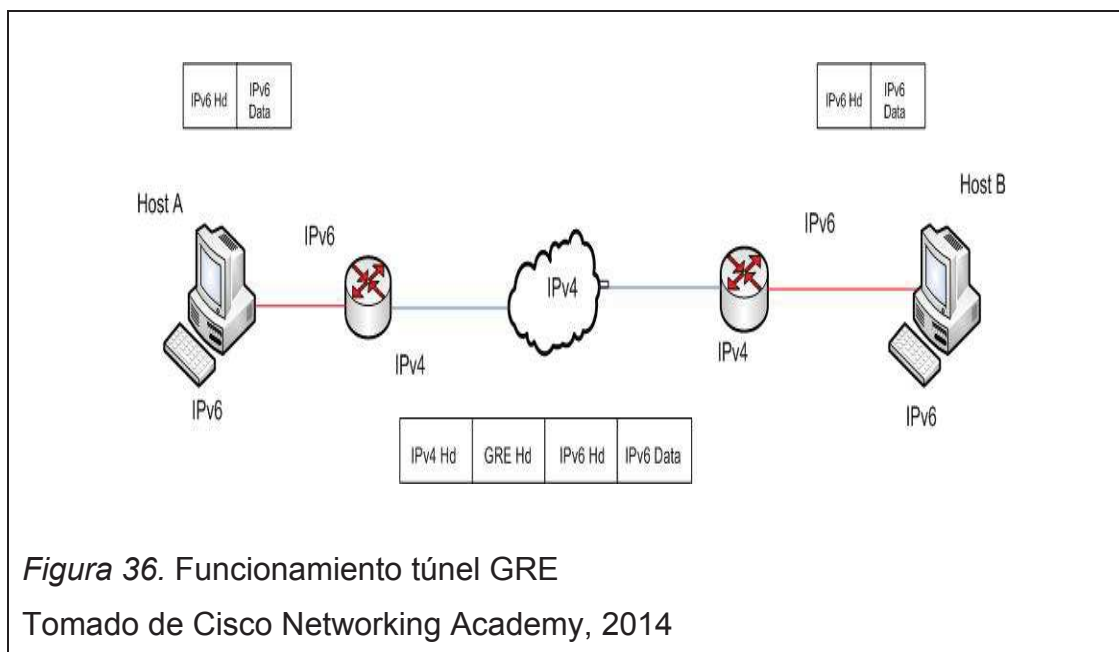 IPv6 Hd
IPv6
Data
IPv6 Hd
IPv6
Data
Host A
Host B
IPv6
IPv6
IPv4
IPv4
IPv4
IPv6
IPv6
IPv4 Hd
GRE Hd
IPv6 Hd
IPv6 Data
Figura 36. Funcionamiento túnel GRE
Tomado de Cisco Networking Academy, 2014